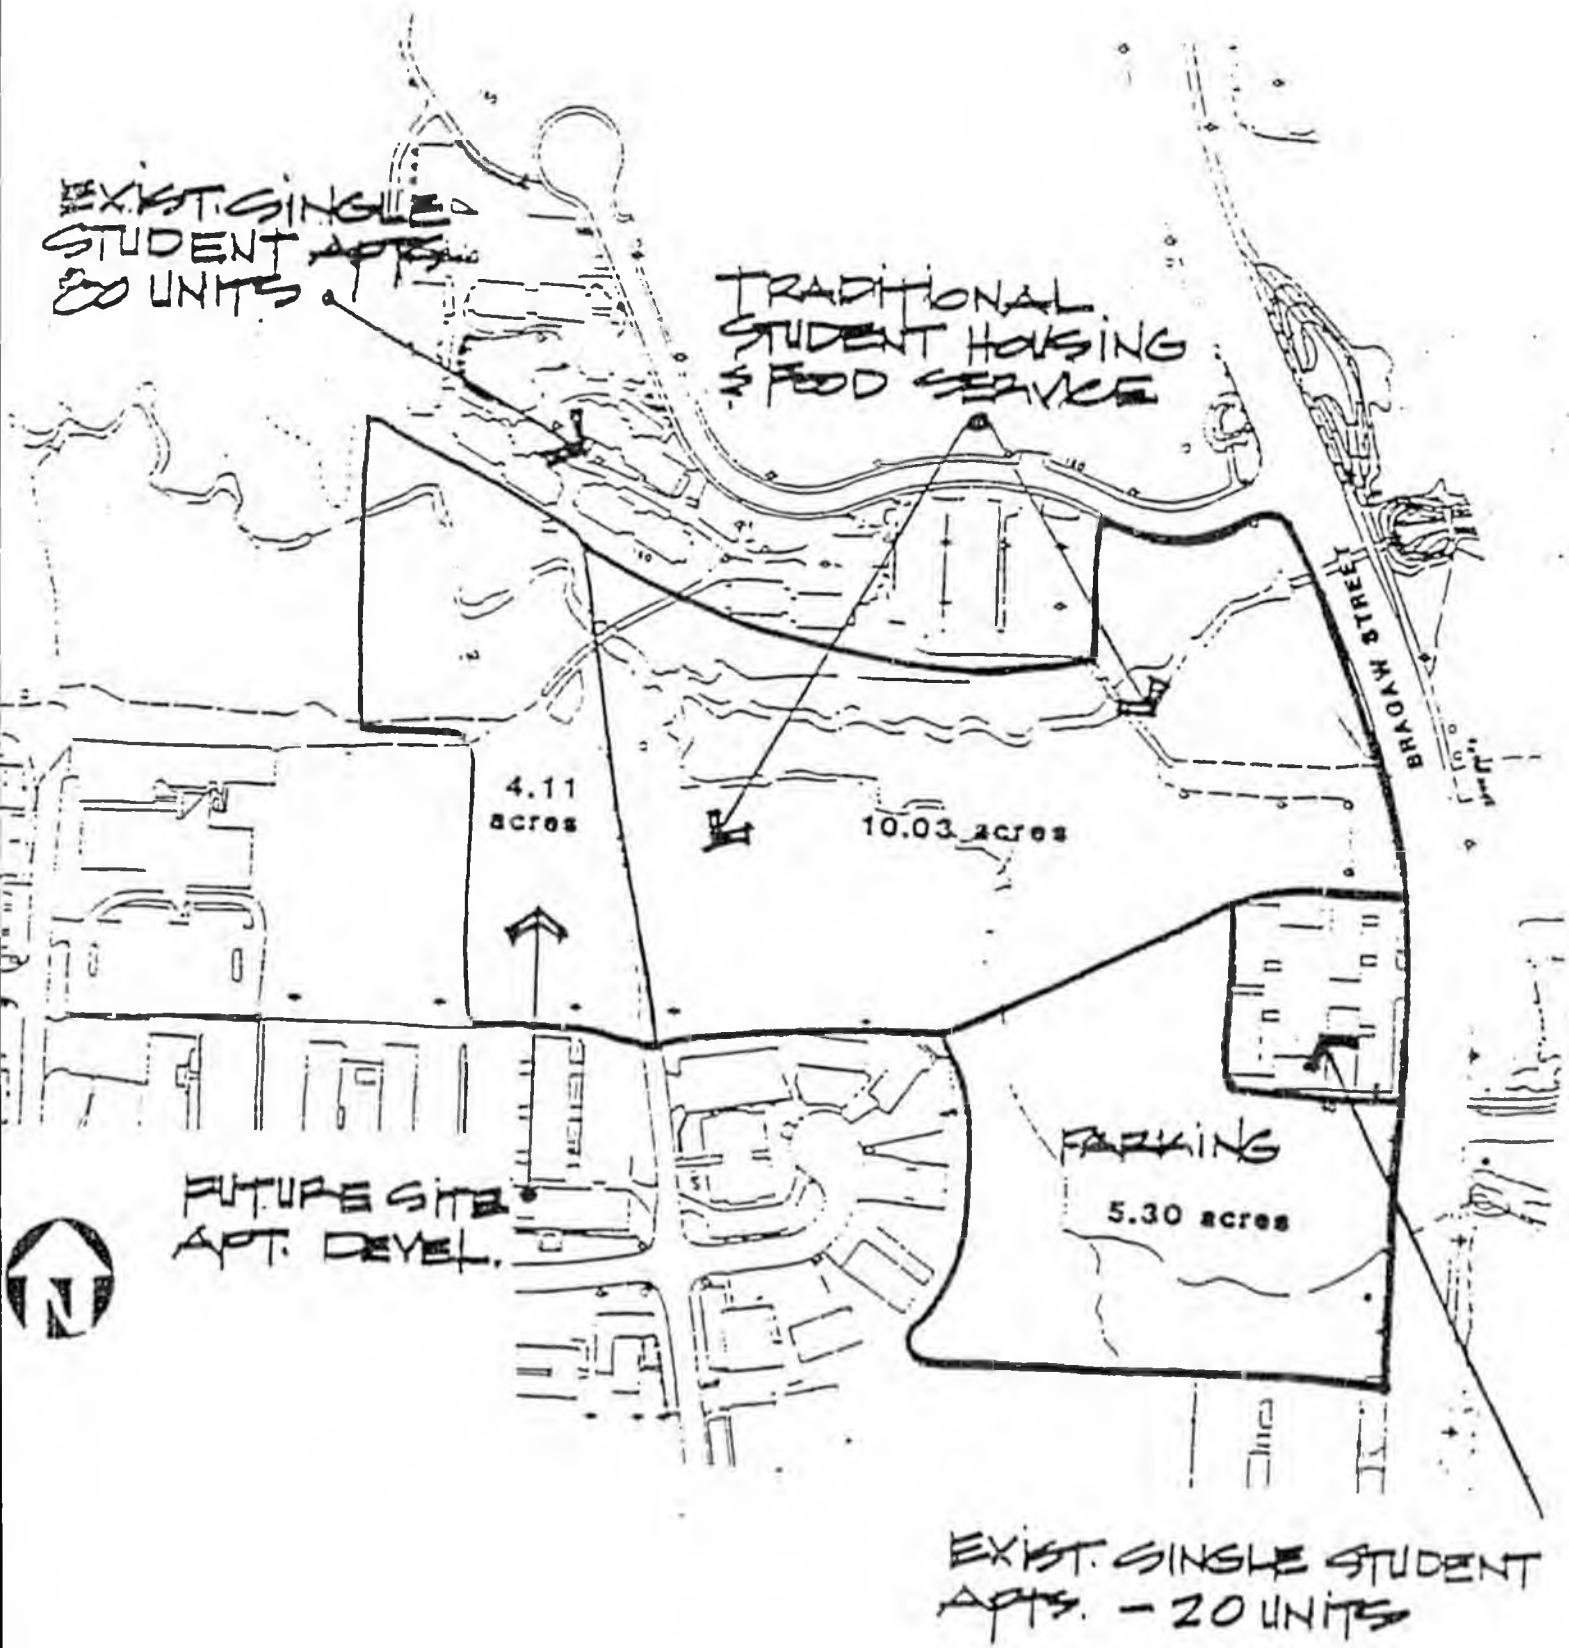 EXIST. SINGLE
STUDENT APTS.
80 UNITS
TRADITIONAL
STUDENT HOUSING
& FOOD SERVICE
BRAGAW STREET
4.11
acres
10.03 acres
PARKING
5.30 acres
FUTURE SITE
APT. DEVEL.
N
EXIST. SINGLE STUDENT
APTS. - 20 UNITS